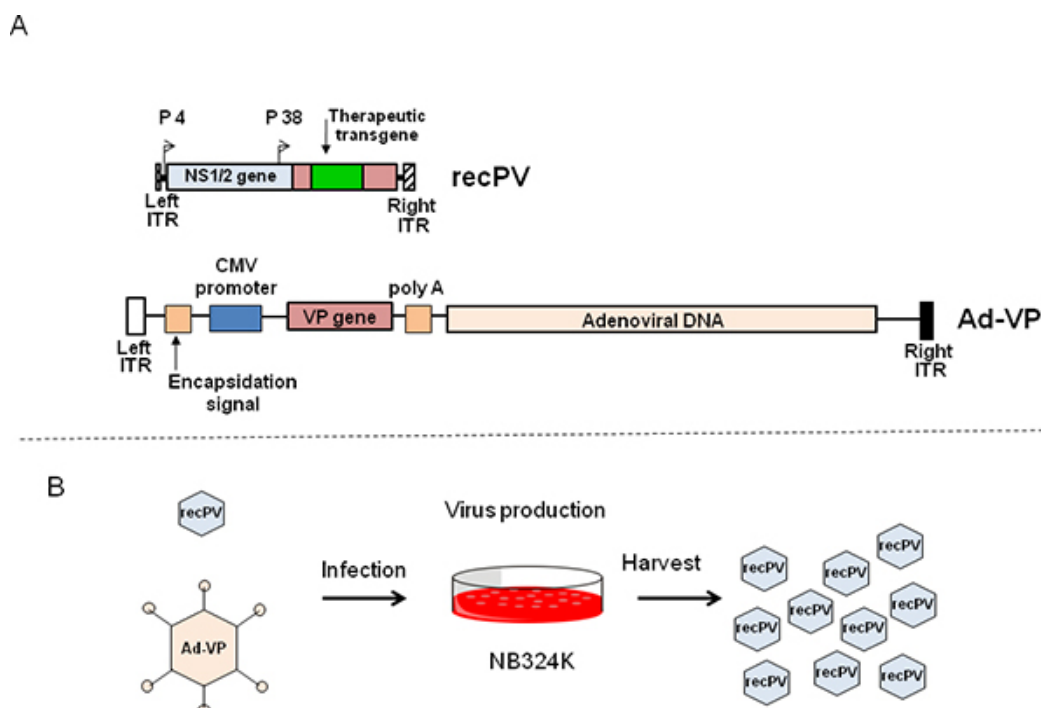 A
P 4
P 38
Therapeutic
transgene
NS1/2 gene
recPV
Left
ITR
Right
ITR
CMV
promoter
poly A
VP gene
Adenoviral DNA
Ad-VP
Left
ITR
Right
ITR
Encapsidation
signal
B
recPV
Virus production
Infection
Harvest
Ad-VP
NB324K
recPV
recPV
recPV
recPV
recPV
recPV
recPV
recPV
recPV
recPV